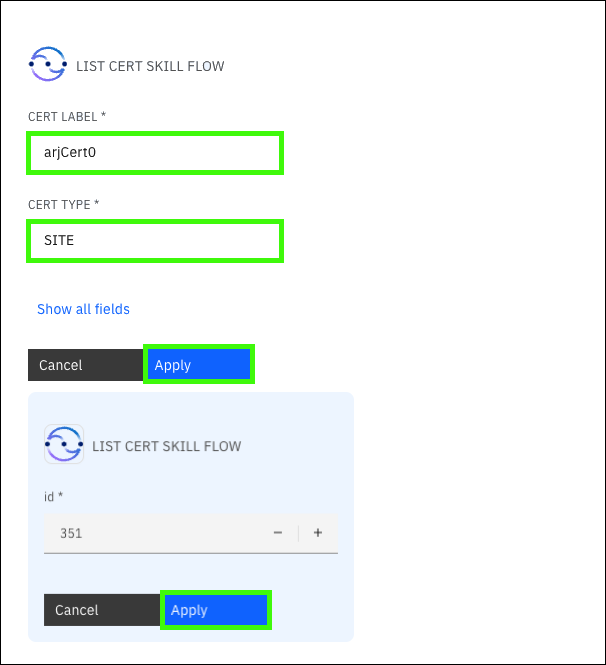 LIST CERT SKILL FLOW
CERT LABEL *
arjCert0
CERT TYPE *
SITE
Show all fields
Cancel Apply
LIST CERT SKILL FLOW
id *
351 − +
Cancel Apply